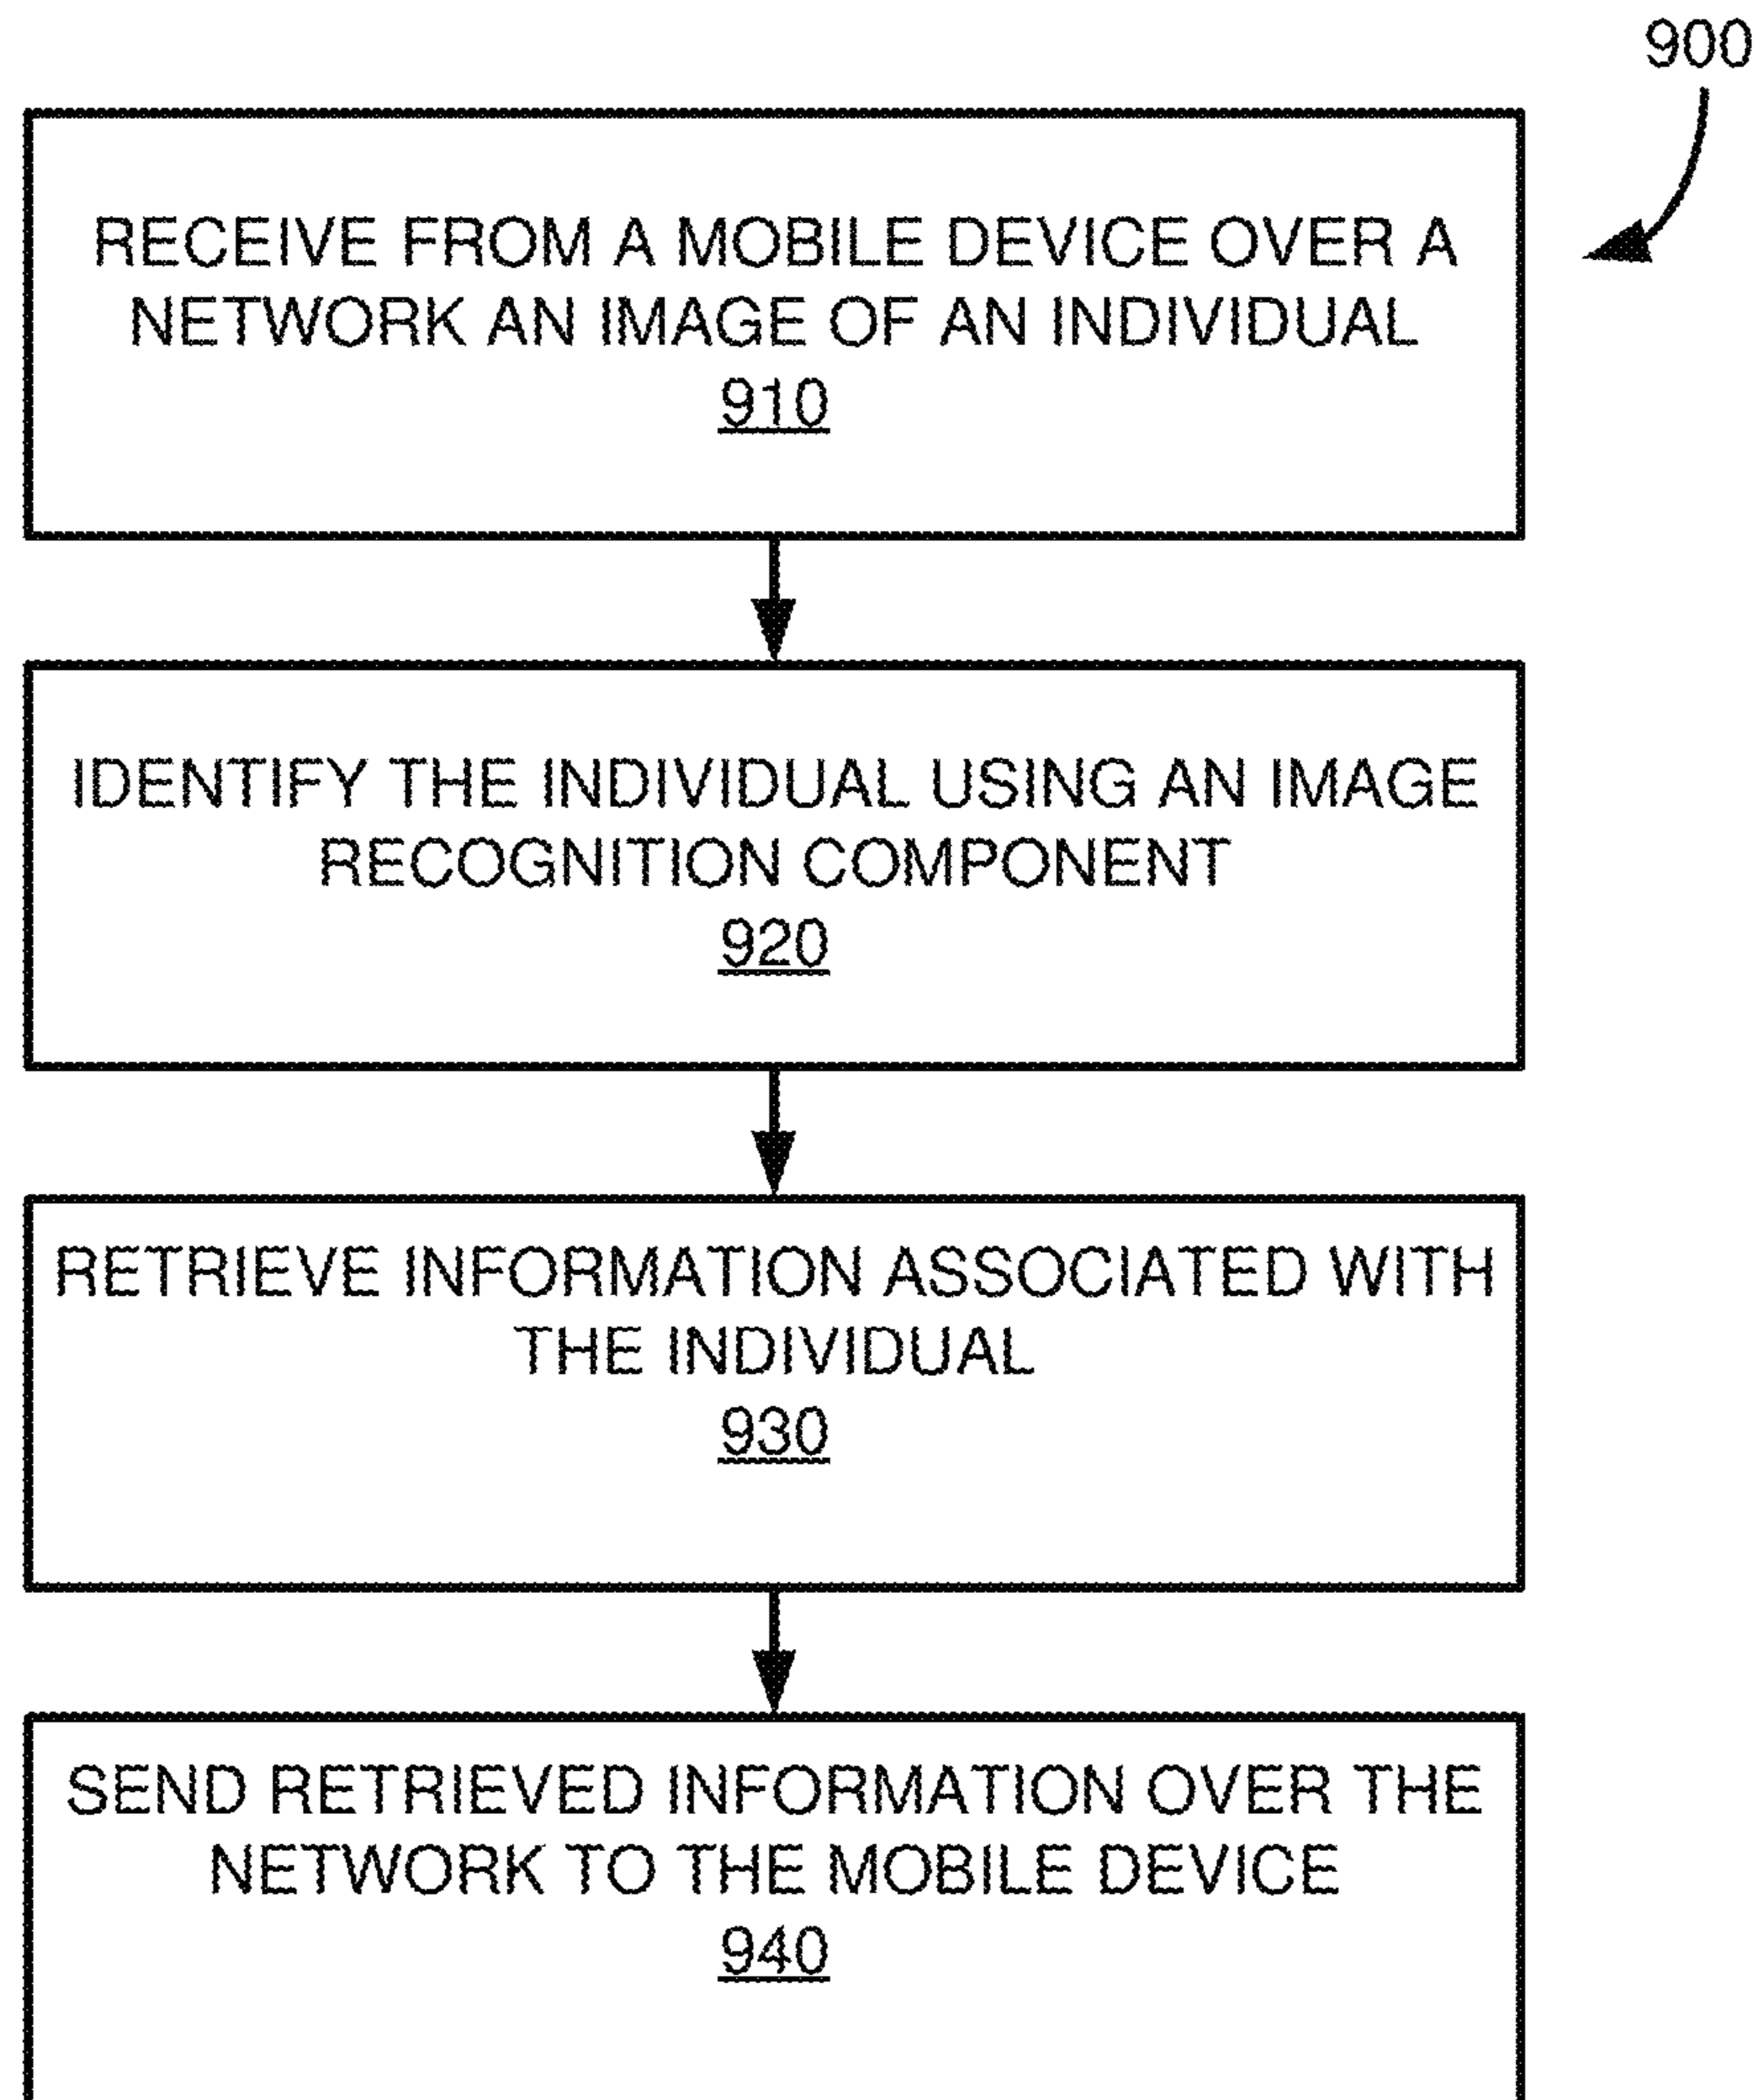 900
RECEIVE FROM A MOBILE DEVICE OVER A
NETWORK AN IMAGE OF AN INDIVIDUAL
910
IDENTIFY THE INDIVIDUAL USING AN IMAGE
RECOGNITION COMPONENT
920
RETRIEVE INFORMATION ASSOCIATED WITH
THE INDIVIDUAL
930
SEND RETRIEVED INFORMATION OVER THE
NETWORK TO THE MOBILE DEVICE
940